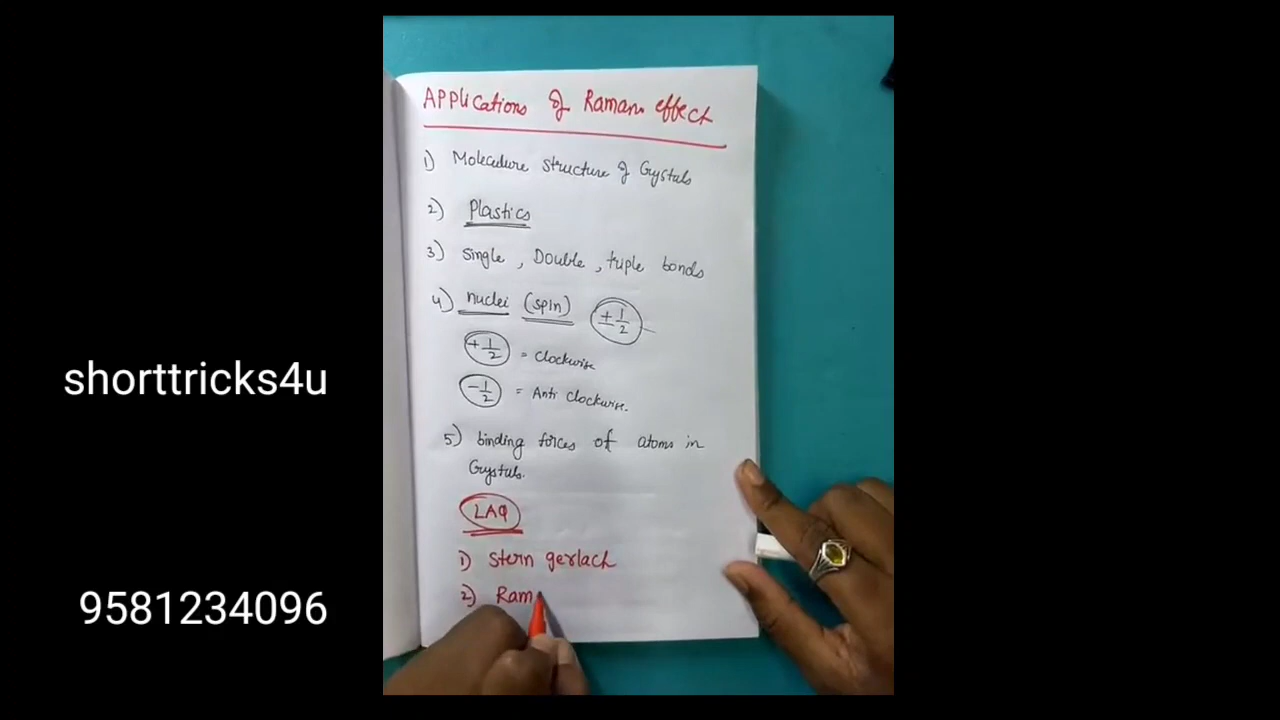 APPlications of Raman effect
1) Moleculure structure of Crystals
2) Plastics
3) Single , Double , triple bonds
4) nuclei (spin) ±1/2
+1/2 = Clockwise
-1/2 = Anti clockwise.
5) binding forces of atoms in
Crystals.
LAQ
1) Stern gerlach
2) Ram
shorttricks4u
9581234096